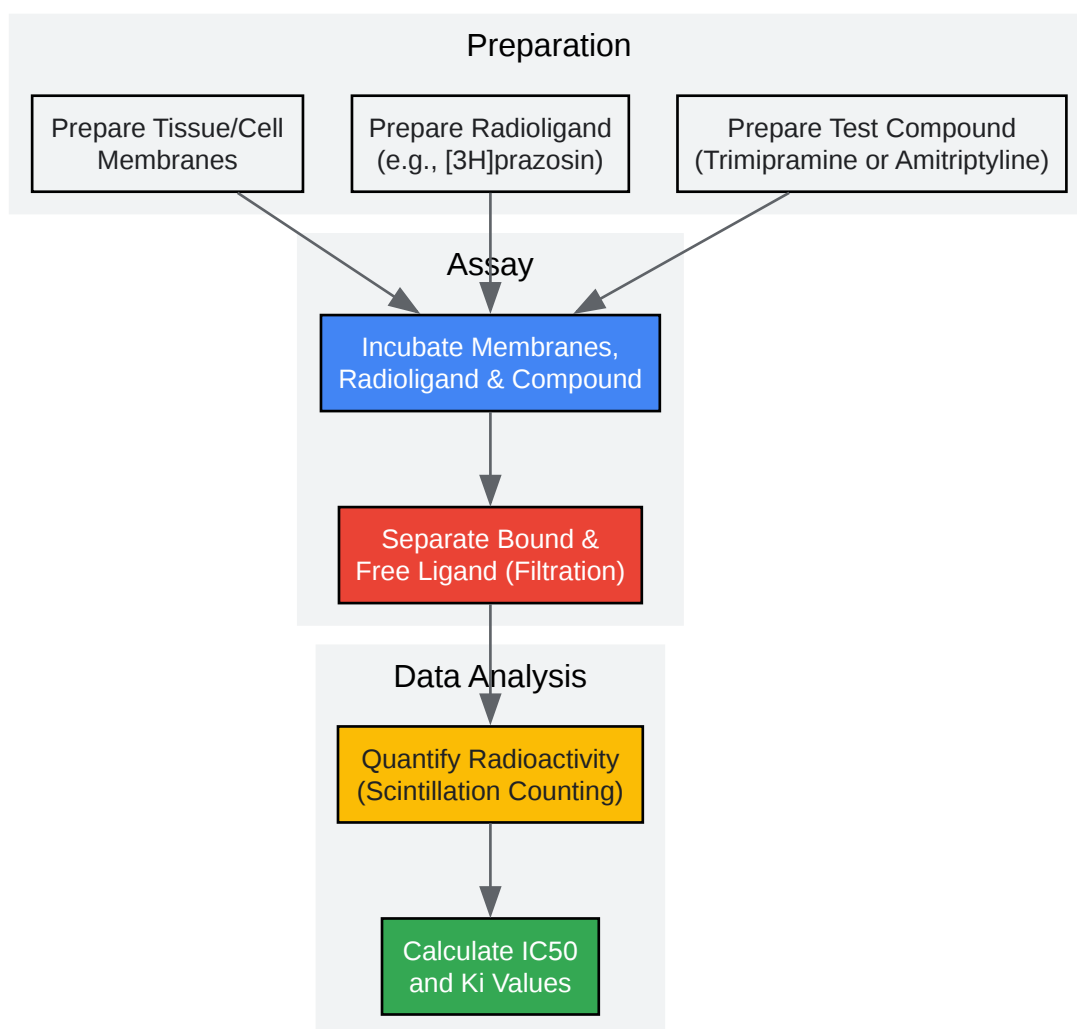 Preparation
Prepare Tissue/Cell
Membranes
Prepare Radioligand
(e.g., [3H]prazosin)
Prepare Test Compound
(Trimipramine or Amitriptyline)
Assay
Incubate Membranes,
Radioligand & Compound
Separate Bound &
Free Ligand (Filtration)
Data Analysis
Quantify Radioactivity
(Scintillation Counting)
Calculate IC50
and Ki Values